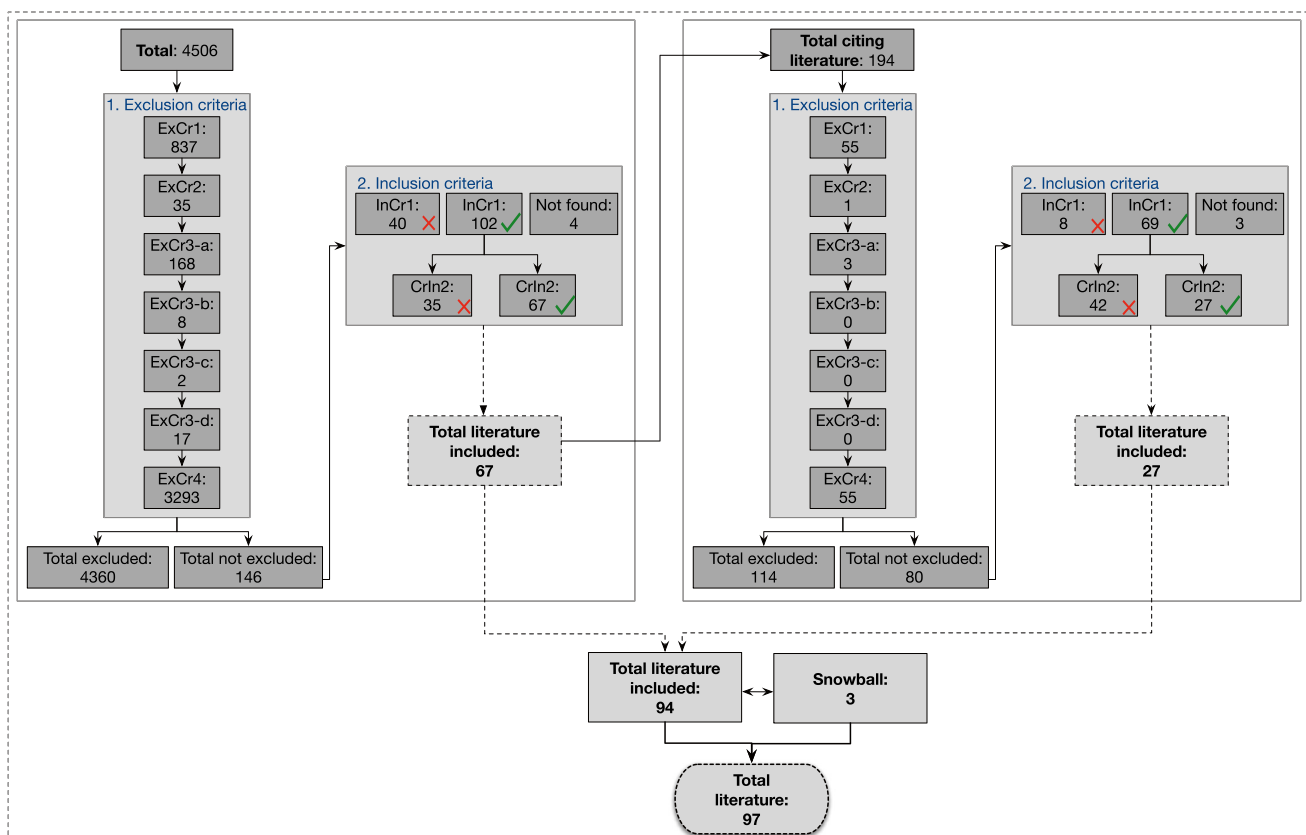 Total: 4506
1. Exclusion criteria
ExCr1:
837
ExCr2:
35
ExCr3-a:
168
ExCr3-b:
8
ExCr3-c:
2
ExCr3-d:
17
ExCr4:
3293
Total excluded:
4360
Total not excluded:
146
2. Inclusion criteria
InCr1:
40
InCr1:
102
Not found:
4
CrIn2:
35
CrIn2:
67
Total literature
included:
67
Total citing
literature: 194
1. Exclusion criteria
ExCr1:
55
ExCr2:
1
ExCr3-a:
3
ExCr3-b:
0
ExCr3-c:
0
ExCr3-d:
0
ExCr4:
55
Total excluded:
114
Total not excluded:
80
2. Inclusion criteria
InCr1:
8
InCr1:
69
Not found:
3
CrIn2:
42
CrIn2:
27
Total literature
included:
27
Total literature
included:
94
Snowball:
3
Total
literature:
97